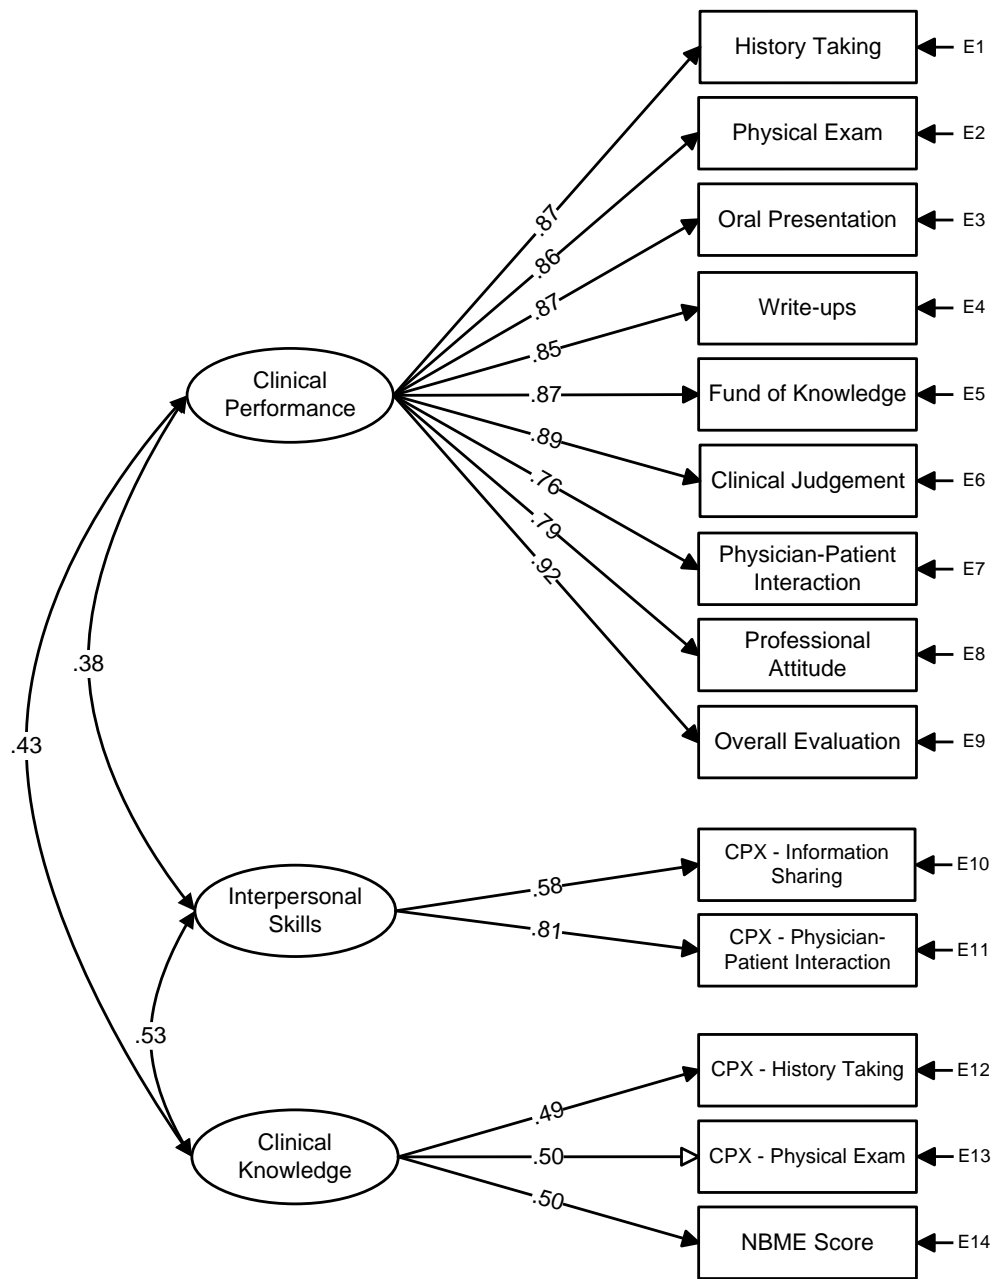 History Taking
E1
Physical Exam
E2
.87
Oral Presentation
E3
.86
.87
Write-ups
E4
.85
Clinical
Performance
.87
Fund of Knowledge
E5
.89
Clinical Judgement
E6
.76
.79
Physician-Patient
Interaction
E7
.92
Professional
Attitude
E8
.38
.43
Overall Evaluation
E9
CPX - Information
Sharing
E10
Interpersonal
Skills
.58
.81
CPX - Physician-
Patient Interaction
E11
.53
CPX - History Taking
E12
.49
Clinical
Knowledge
.50
CPX - Physical Exam
E13
.50
NBME Score
E14